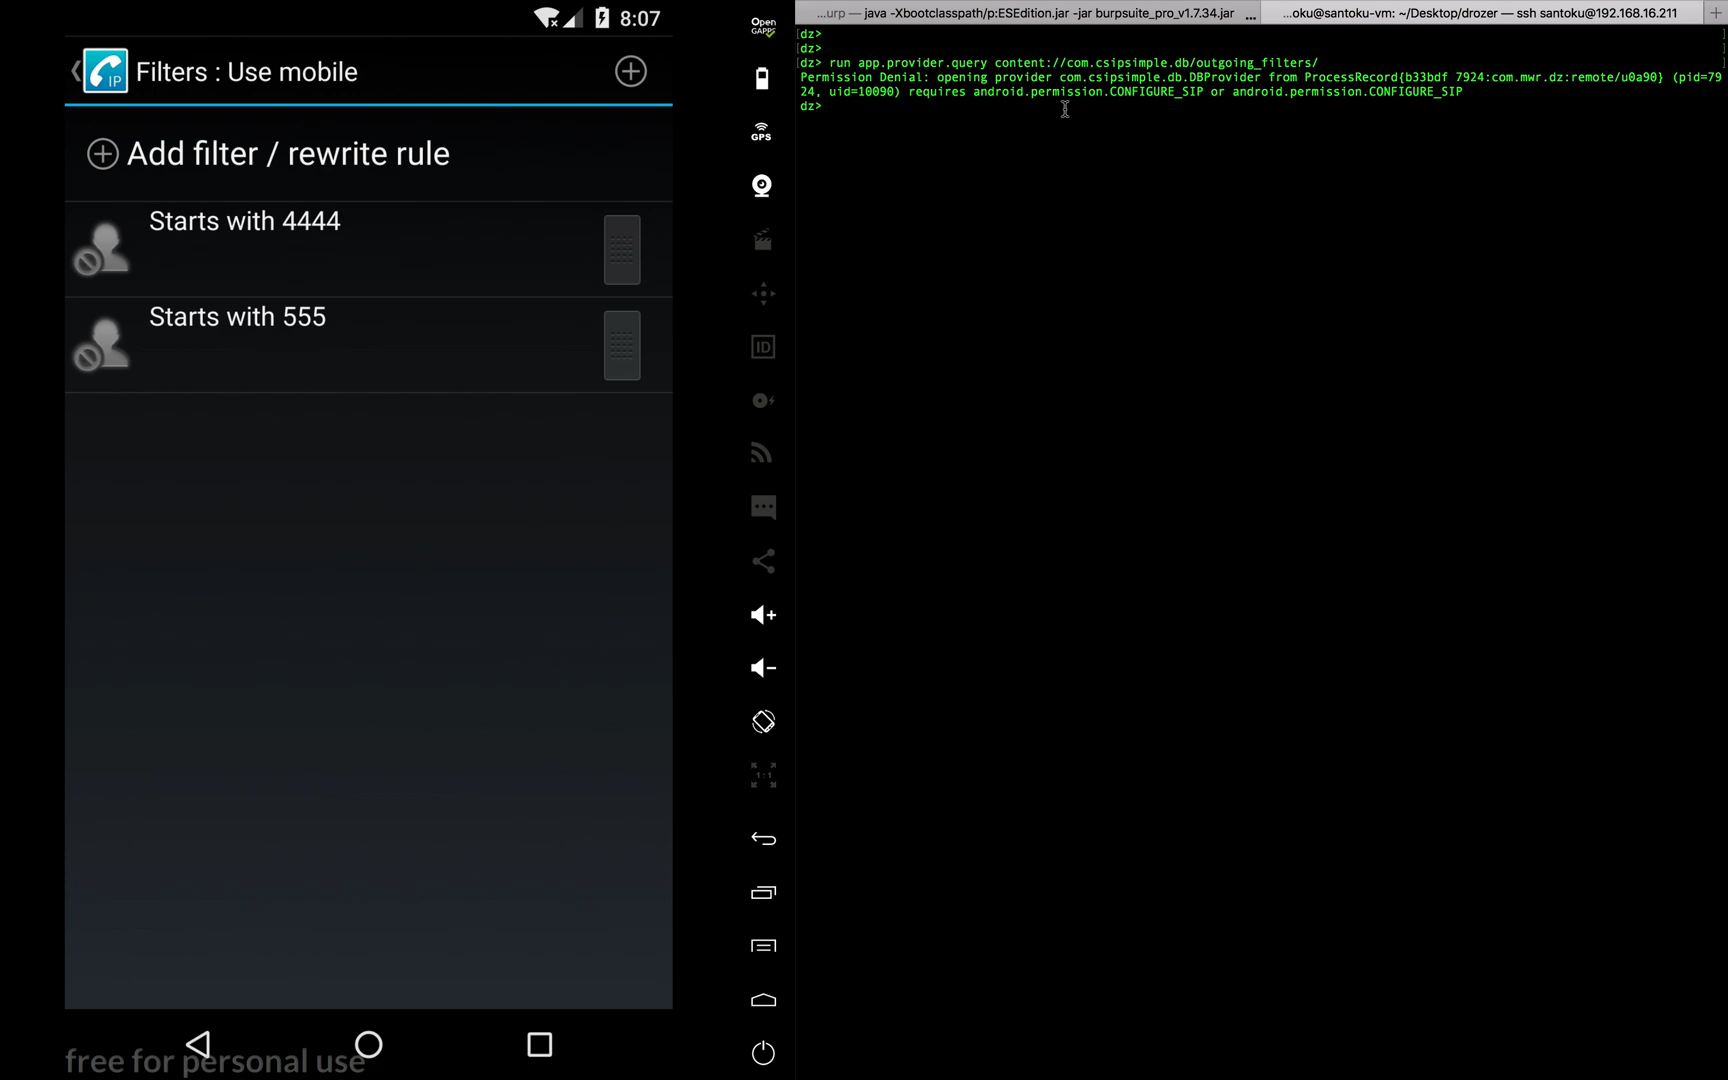 8:07
IP
Filters : Use mobile
Add filter / rewrite rule
Starts with 4444
Starts with 555
free for personal use
Open
GAPPS
GPS
ID
1:1
...urp — java -Xbootclasspath/p:ESEdition.jar -jar burpsuite_pro_v1.7.34.jar ...
...oku@santoku-vm: ~/Desktop/drozer — ssh santoku@192.168.16.211
[dz>
[dz>
[dz> run app.provider.query content://com.csipsimple.db/outgoing_filters/
Permission Denial: opening provider com.csipsimple.db.DBProvider from ProcessRecord{b33bdf 7924:com.mwr.dz:remote/u0a90} (pid=79
24, uid=10090) requires android.permission.CONFIGURE_SIP or android.permission.CONFIGURE_SIP
dz>